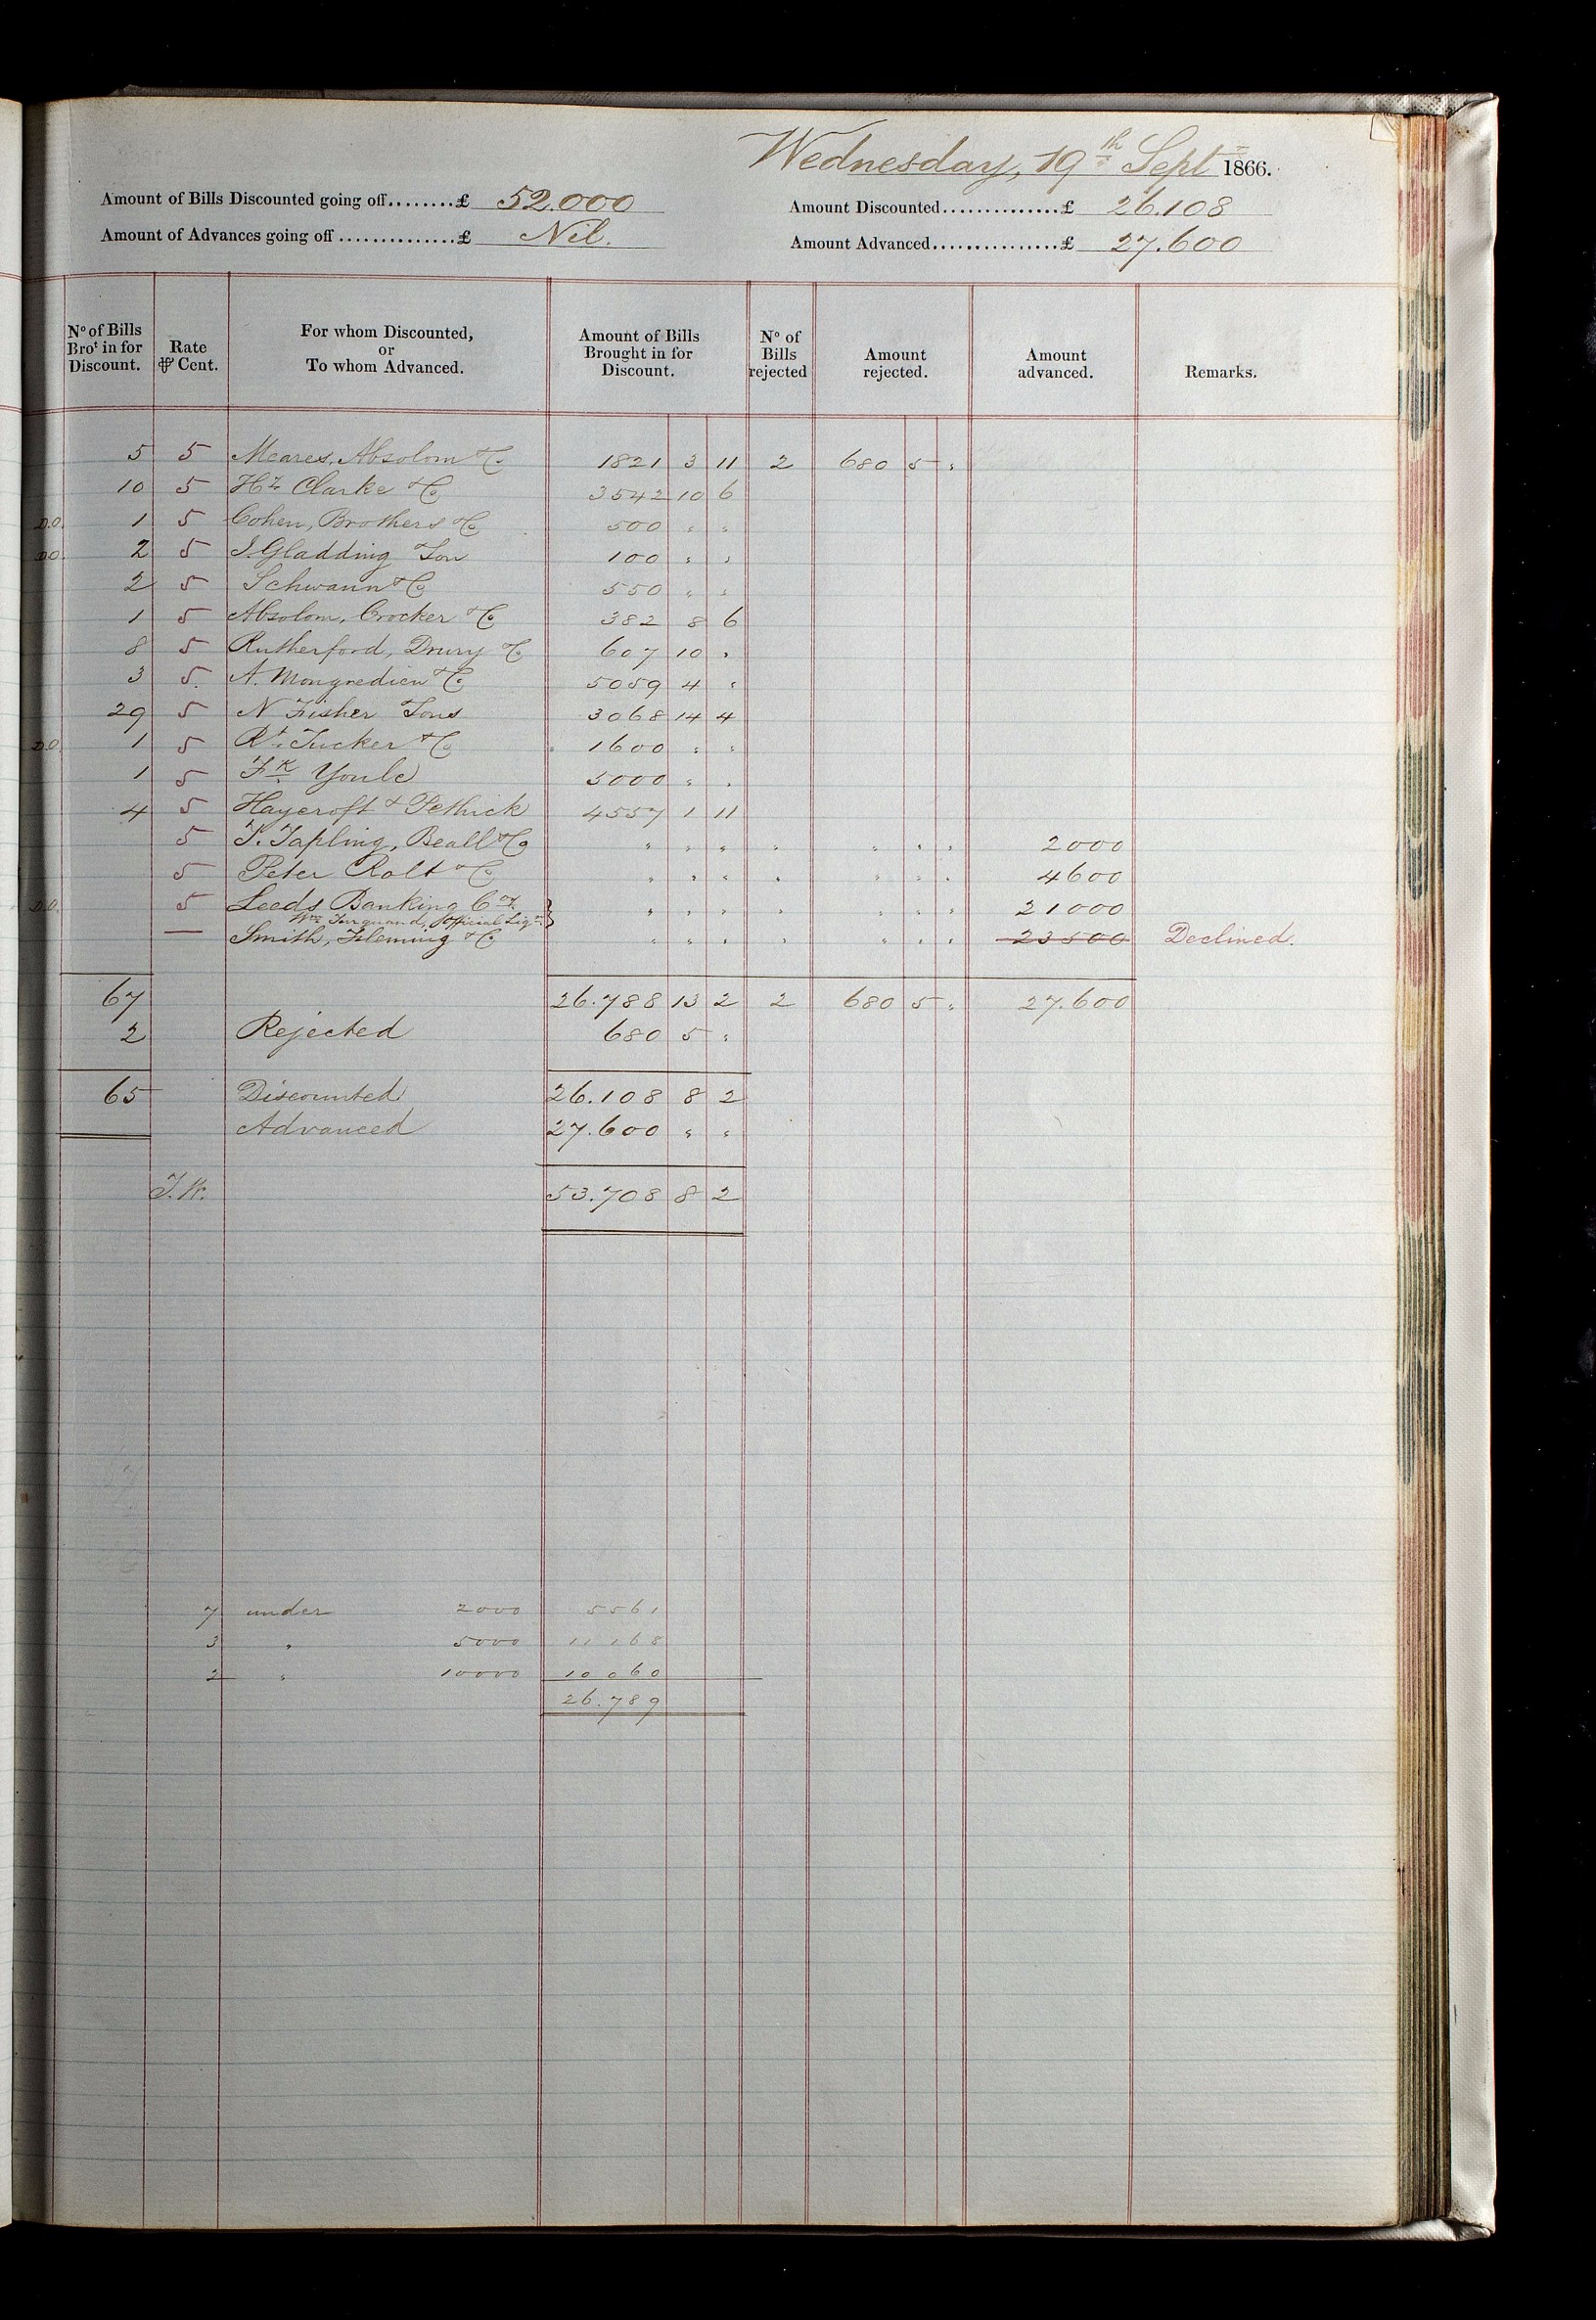 Wednesday, 19th Sept 1866.
Amount of Bills Discounted going off........£ 52.000
Amount Discounted..............£ 26.108
Amount of Advances going off..............£ Nil.
Amount Advanced................£ 27.600
No of Bills Brot in for Discount. Rate ⅌ Cent. For whom Discounted, or To whom Advanced. Amount of Bills Brought in for Discount. No of Bills rejected Amount rejected. Amount advanced. Remarks.
5 5 Meares, Absolom & Co 1821 3 11 2 680 5 "
10 5 Hy Clarke & Co 3542 10 6
D.O. 1 5 Cohen, Brothers & Co 500 " "
D.O. 2 5 J. Gladding Son 100 " "
2 5 Schwann & Co 550 " "
1 5 Absolom, Crocker & Co 382 8 6
8 5 Rutherford, Drury & Co 607 10 "
3 5 A. Mongredien & Co 5059 4 "
29 5 N Fisher Sons 3068 14 4
D.O. 1 5 Rt. Tucker & Co 1600 " "
1 5 Fk Youle 5000 " "
4 5 Haycroft & Pethick 4557 1 11
5 T. Tapling, Beall & Co " " " " " " " 2000
5 Peter Rolt & Co " " " " " " " 4600
D.O. 5 Leeds Banking Co " " " " " " " 21000
Wm Turquand, Official Liqr
— Smith, Fleming & Co " " " " " " " 23500 Declined.
67 26.788 13 2 2 680 5 " 27.600
2 Rejected 680 5 "
65 Discounted 26.108 8 2
Advanced 27.600 " "
53.708 8 2
7 under 2000 5561
3 " 5000 11168
2 " 10000 10060
26.789